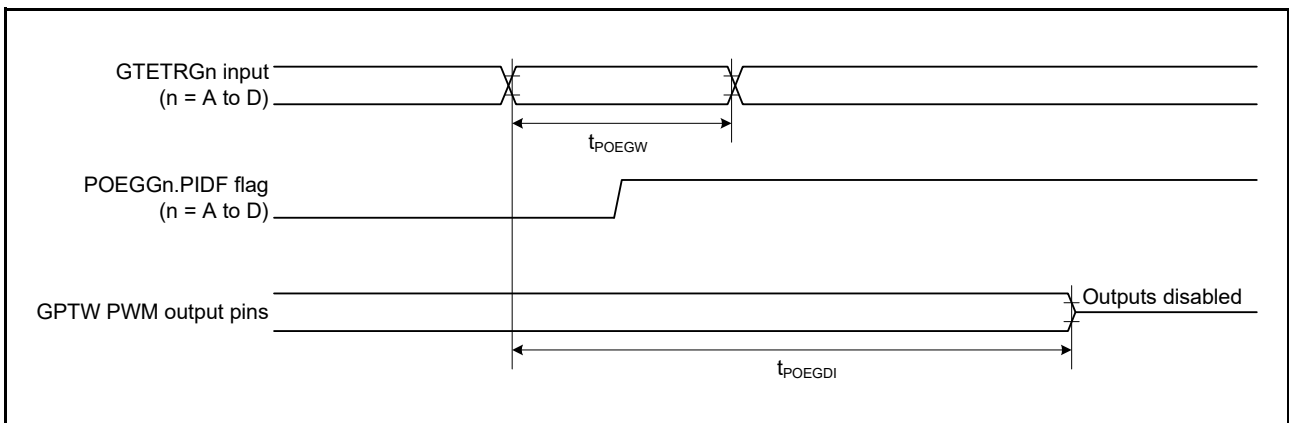 GTETRGn input
(n = A to D)
tPOEGW
POEGGn.PIDF flag
(n = A to D)
GPTW PWM output pins
Outputs disabled
tPOEGDI